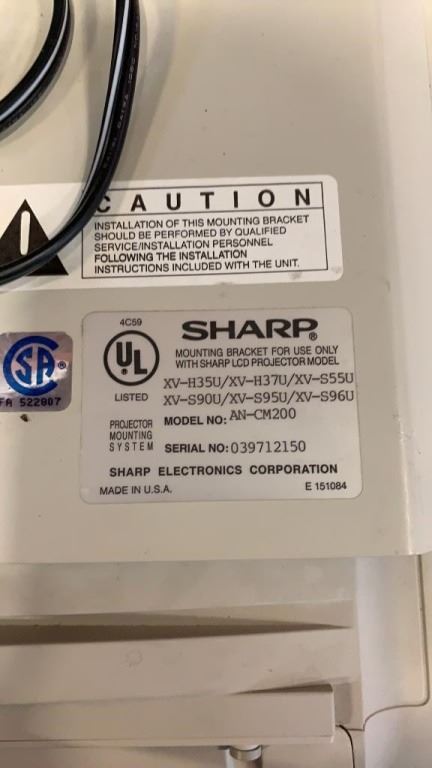 CAUTION
INSTALLATION OF THIS MOUNTING BRACKET
SHOULD BE PERFORMED BY QUALIFIED
SERVICE/INSTALLATION PERSONNEL
FOLLOWING THE INSTALLATION
INSTRUCTIONS INCLUDED WITH THE UNIT.
4C59
UL
®
LISTED
PROJECTOR
MOUNTING
SYSTEM
SHARP®
MOUNTING BRACKET FOR USE ONLY
WITH SHARP LCD PROJECTOR MODEL
XV-H35U/XV-H37U/XV-S55U
XV-S90U/XV-S95U/XV-S96U
MODEL NO: AN-CM200
SERIAL NO: 039712150
SHARP ELECTRONICS CORPORATION
MADE IN U.S.A.
E 151084
SA®
FA 522807